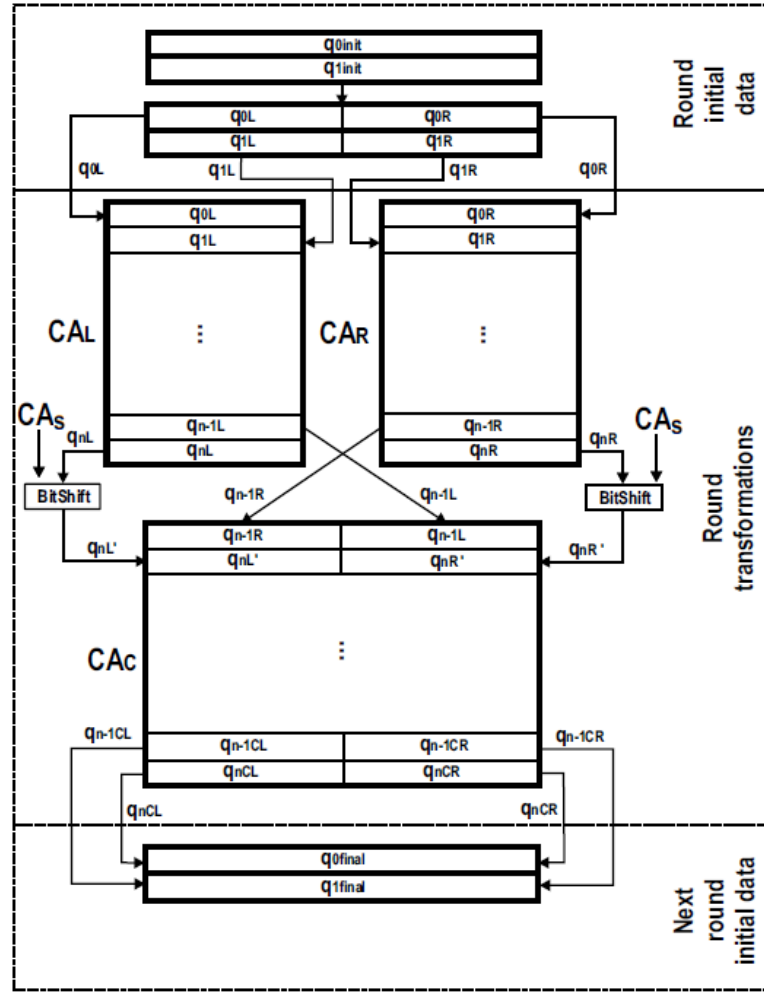 q0init
q1init
Round initial data
q0L q0R
q1L q1R
q0L q1L q1R q0R
q0L q0R
q1L q1R
... ...
CAL CAR
CAS CAS
qn-1L qn-1R
qnL qnL qnR qnR
BitShift BitShift
qn-1R qn-1L
Round transformations
qn-1R qn-1L
qnL' qnL' qnR' qnR'
...
CAC
qn-1CL qn-1CL qn-1CR qn-1CR
qnCL qnCR
qnCL qnCR
q0final
q1final
Next round initial data